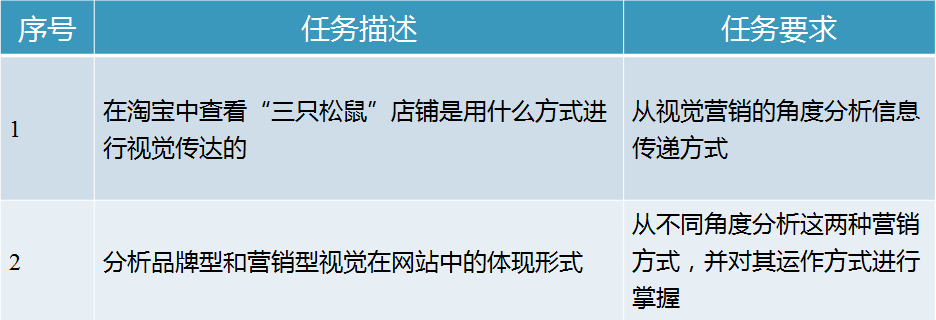 序号 任务描述 任务要求
1
在淘宝中查看“三只松鼠”店铺是用什么方式进
行视觉传达的
从视觉营销的角度分析信息
传递方式
2
分析品牌型和营销型视觉在网站中的体现形式
从不同角度分析这两种营销
方式，并对其运作方式进行
掌握